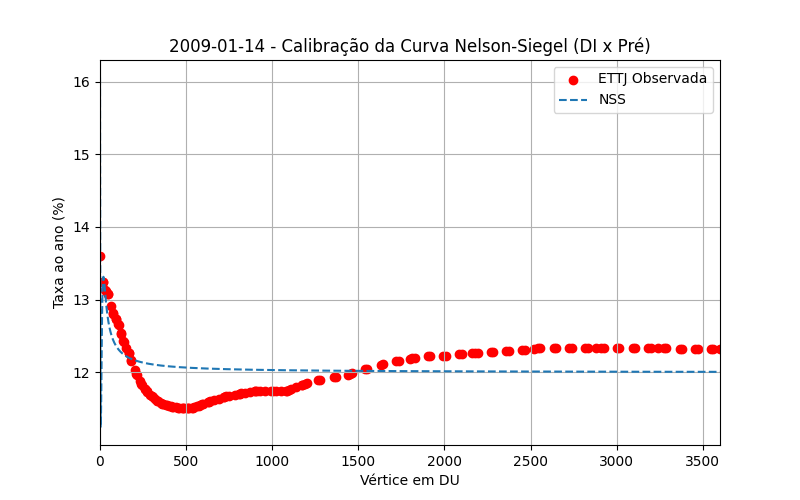 2009-01-14 - Calibração da Curva Nelson-Siegel (DI x Pré)
ETTJ Observada
NSS
Taxa ao ano (%)
16
15
14
13
12
0 500 1000 1500 2000 2500 3000 3500
Vértice em DU